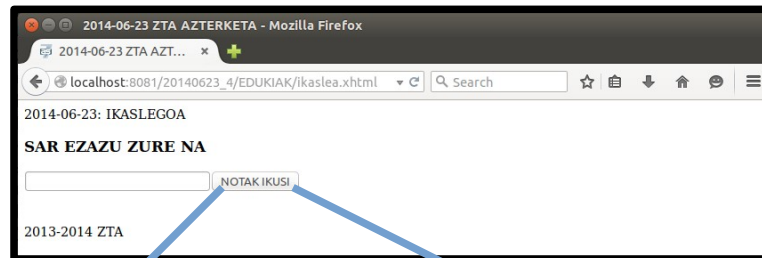 2014-06-23 ZTA AZTERKETA - Mozilla Firefox
2014-06-23 ZTA AZT...
localhost:8081/20140623_4/EDUKIAK/ikaslea.xhtml
Search
2014-06-23: IKASLEGOA
SAR EZAZU ZURE NA
NOTAK IKUSI
2013-2014 ZTA